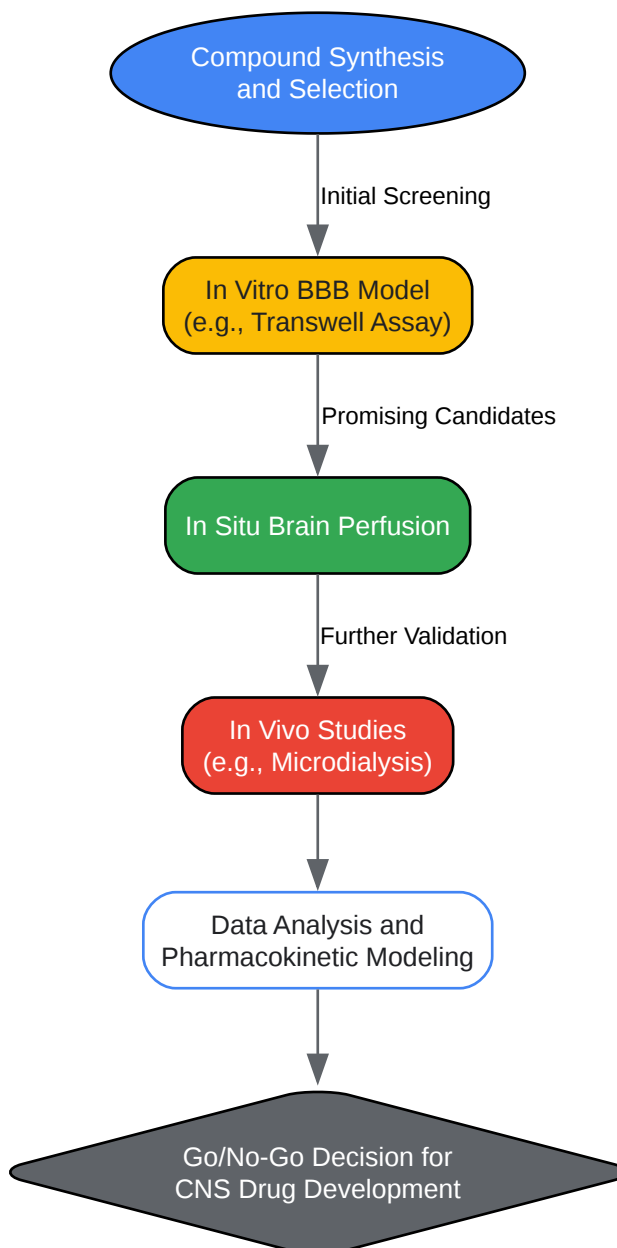 Compound Synthesis
and Selection
Initial Screening
In Vitro BBB Model
(e.g., Transwell Assay)
Promising Candidates
In Situ Brain Perfusion
Further Validation
In Vivo Studies
(e.g., Microdialysis)
Data Analysis and
Pharmacokinetic Modeling
Go/No-Go Decision for
CNS Drug Development